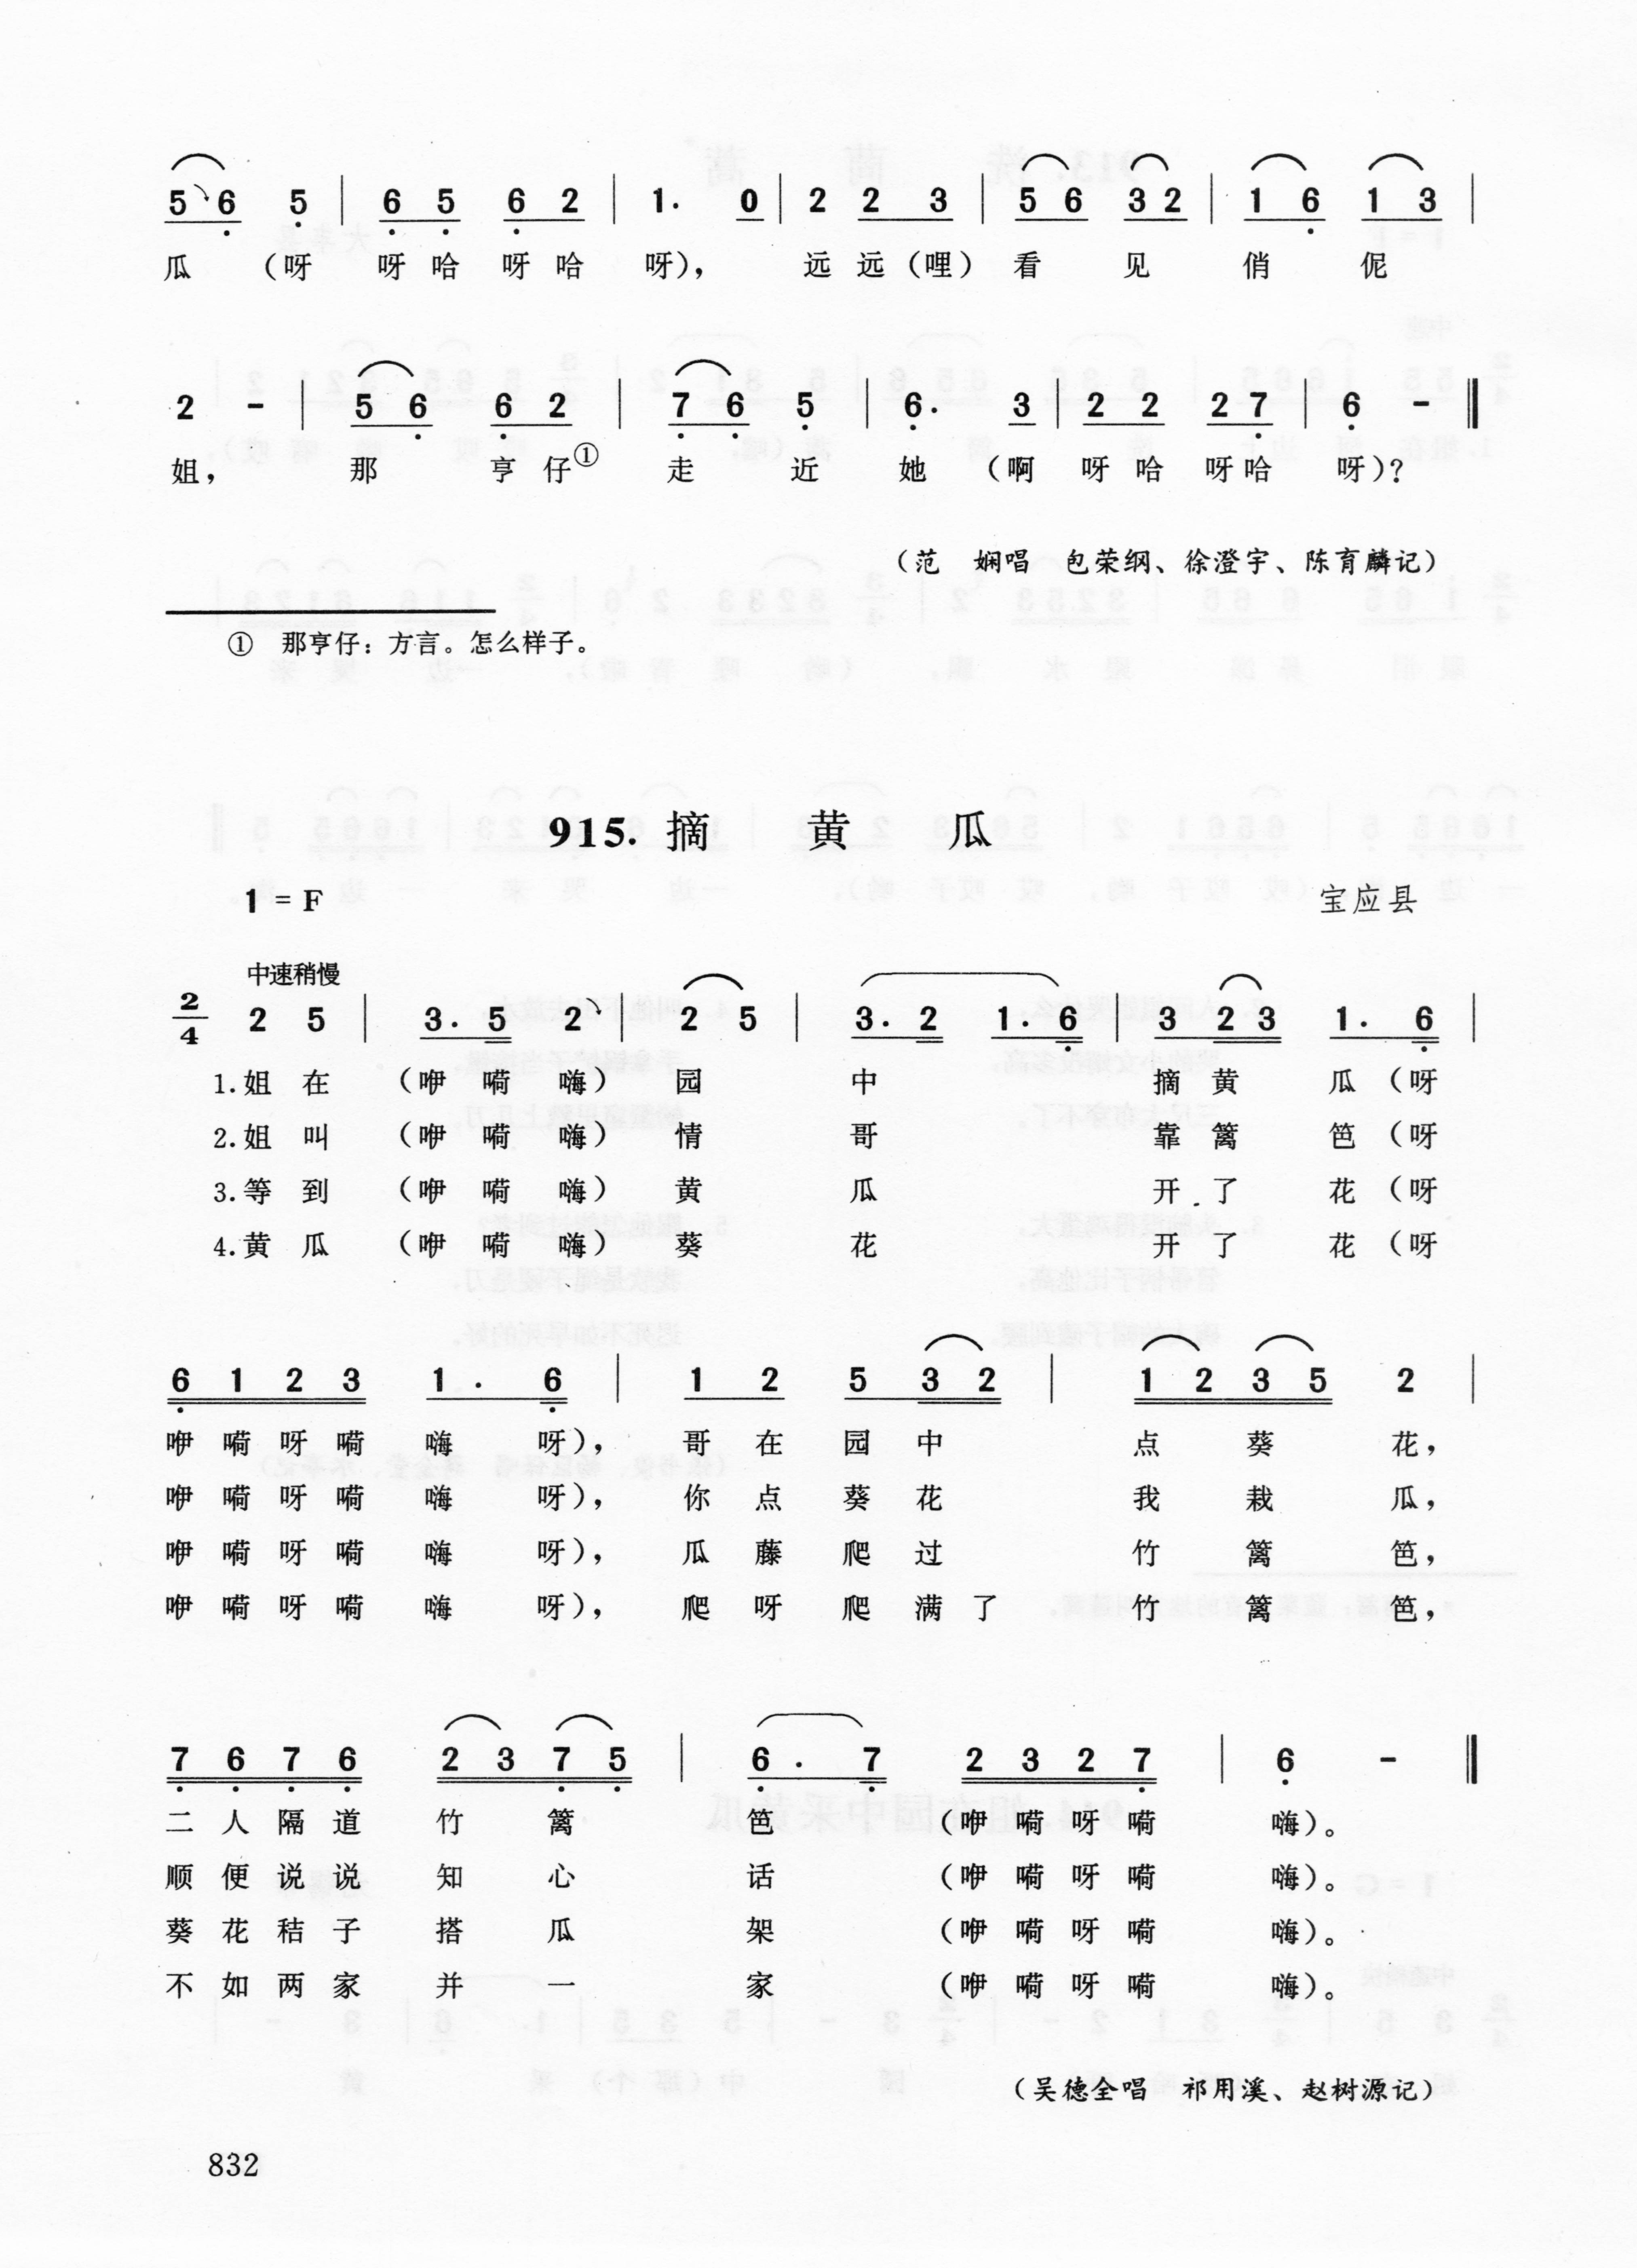 5 6 5 | 6 5 6 2 | 1. 0 | 2 2 3 | 5 6 3 2 | 1 6 1 3 |
瓜 (呀 呀哈呀哈 呀), 远远(哩)看 见 俏 伲
2 - | 5 6 6 2 | 7 6 5 | 6. 3 | 2 2 2 7 | 6 - ‖
姐, 那 亨仔① 走 近 她 (啊 呀哈 呀哈 呀)?
(范 娴唱 包荣纲、徐澄宇、陈育麟记)
① 那亨仔:方言。怎么样子。
915. 摘 黄 瓜
1 = F 宝应县
中速稍慢
2/4 2 5 | 3. 5 2 | 2 5 | 3. 2 1. 6 | 3 2 3 1. 6 |
1.姐 在 (咿 嗬 嗨) 园 中 摘 黄 瓜 (呀
2.姐 叫 (咿 嗬 嗨) 情 哥 靠 篱 笆 (呀
3.等 到 (咿 嗬 嗨) 黄 瓜 开 了 花 (呀
4.黄 瓜 (咿 嗬 嗨) 葵 花 开 了 花 (呀
6 1 2 3 1 . 6 | 1 2 5 3 2 | 1 2 3 5 2 |
咿 嗬 呀 嗬 嗨 呀), 哥 在 园 中 点 葵 花,
咿 嗬 呀 嗬 嗨 呀), 你 点 葵 花 我 栽 瓜,
咿 嗬 呀 嗬 嗨 呀), 瓜 藤 爬 过 竹 篱 笆,
咿 嗬 呀 嗬 嗨 呀), 爬 呀 爬 满 了 竹 篱 笆,
7 6 7 6 2 3 7 5 | 6 . 7 2 3 2 7 | 6 - ‖
二 人 隔 道 竹 篱 笆 (咿 嗬 呀 嗬 嗨)。
顺 便 说 说 知 心 话 (咿 嗬 呀 嗬 嗨)。
葵 花 秸 子 搭 瓜 架 (咿 嗬 呀 嗬 嗨)。
不 如 两 家 并 一 家 (咿 嗬 呀 嗬 嗨)。
(吴德全唱 祁用溪、赵树源记)
832